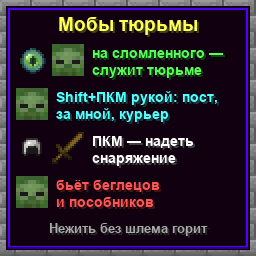 Мобы тюрьмы
на сломленного —
служит тюрьме
Shift+ПКМ рукой: пост,
за мной, курьер
ПКМ — надеть
снаряжение
бьёт беглецов
и пособников
Нежить без шлема горит